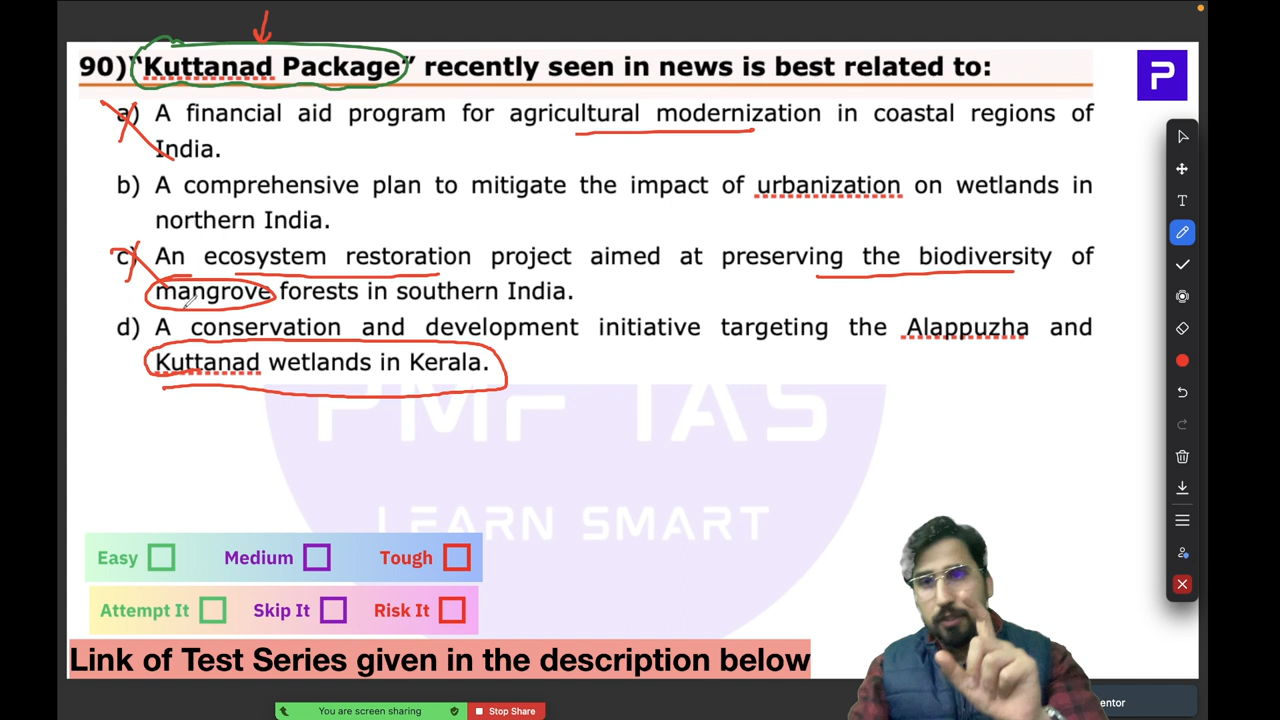 90) "Kuttanad Package" recently seen in news is best related to:
P
a) A financial aid program for agricultural modernization in coastal regions of
India.
b) A comprehensive plan to mitigate the impact of urbanization on wetlands in
northern India.
c) An ecosystem restoration project aimed at preserving the biodiversity of
mangrove forests in southern India.
d) A conservation and development initiative targeting the Alappuzha and
Kuttanad wetlands in Kerala.
PMF IAS
LEARN SMART
Easy Medium Tough
Attempt It Skip It Risk It
Link of Test Series given in the description below
You are screen sharing Stop Share
T